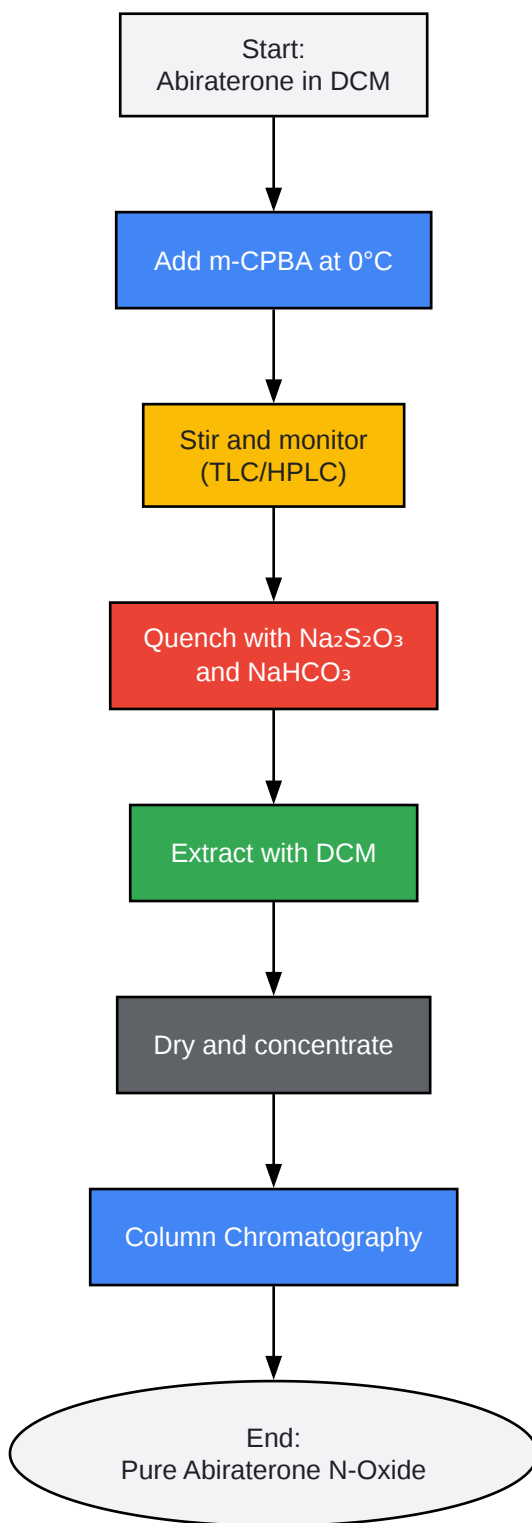 Start:
Abiraterone in DCM
Add m-CPBA at 0°C
Stir and monitor
(TLC/HPLC)
Quench with Na₂S₂O₃
and NaHCO₃
Extract with DCM
Dry and concentrate
Column Chromatography
End:
Pure Abiraterone N-Oxide